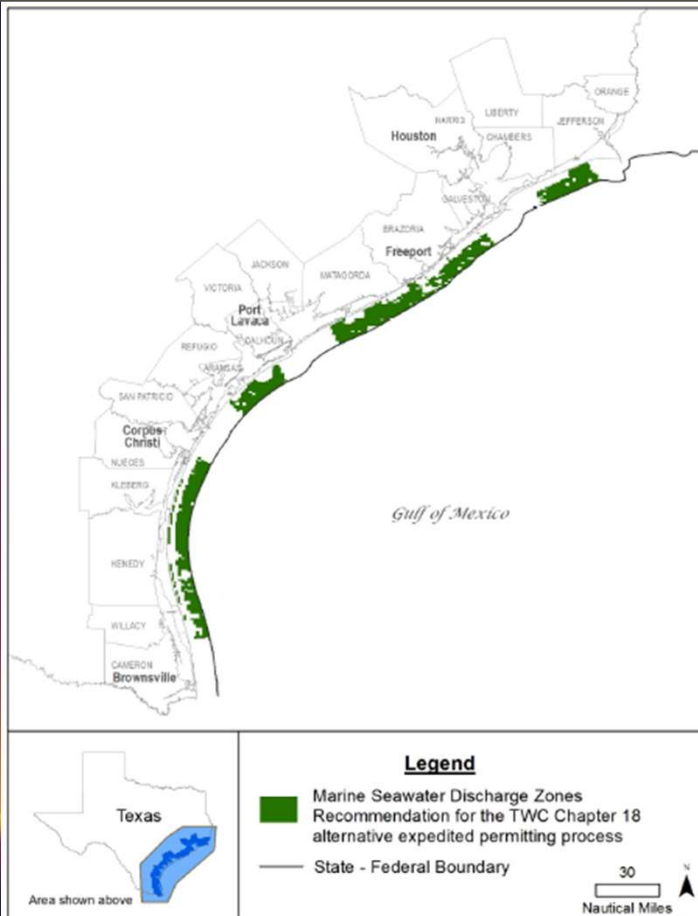 ORANGE
LIBERTY
HARRIS
JEFFERSON
Houston
CHAMBERS
GALVESTON
BRAZORIA
Freeport
JACKSON
MATAGORDA
VICTORIA
Port
Lavaca
CALHOUN
REFUGIO
ARANSAS
SAN PATRICIO
Corpus
Christi
NUECES
KLEBERG
Gulf of Mexico
KENEDY
WILLACY
CAMERON
Brownsville
Texas
Area shown above
Legend
Marine Seawater Discharge Zones
Recommendation for the TWC Chapter 18
alternative expedited permitting process
State - Federal Boundary
30
N
Nautical Miles